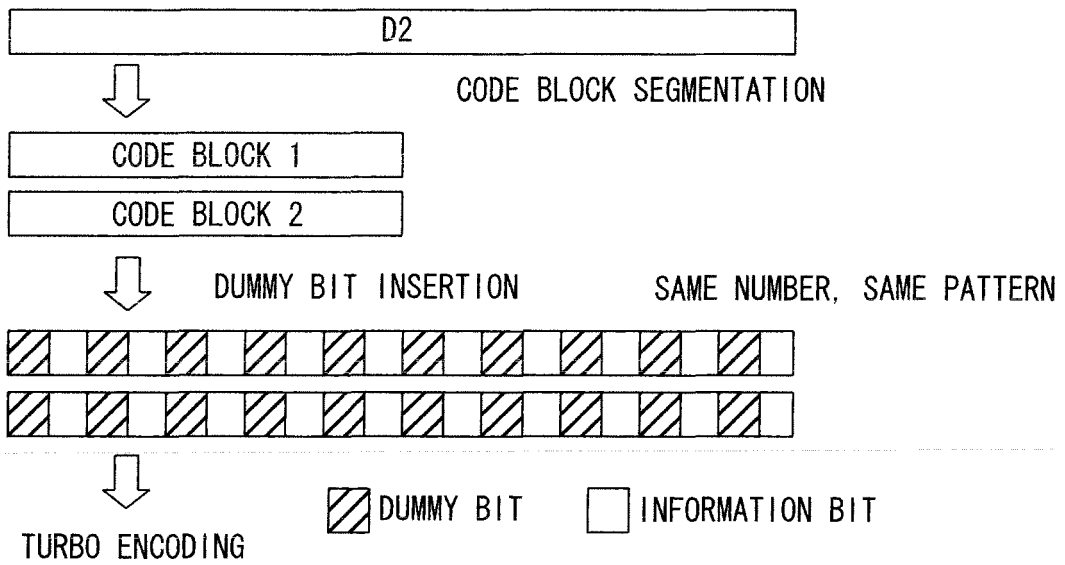 D2
CODE BLOCK SEGMENTATION
CODE BLOCK 1
CODE BLOCK 2
DUMMY BIT INSERTION
SAME NUMBER, SAME PATTERN
DUMMY BIT
INFORMATION BIT
TURBO ENCODING